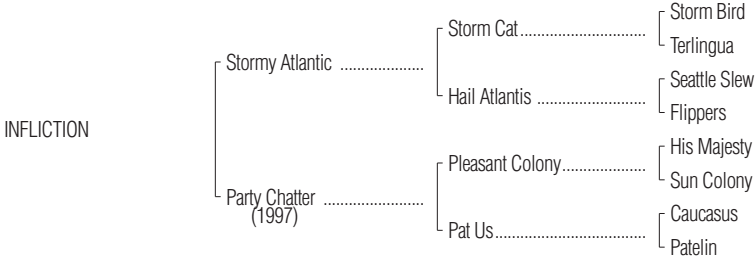 Storm Bird
Storm Cat..............................
Terlingua
Stormy Atlantic ....................
Seattle Slew
Hail Atlantis ..........................
Flippers
INFLICTION
His Majesty
Pleasant Colony....................
Sun Colony
Party Chatter ........................
(1997)
Caucasus
Pat Us....................................
Patelin